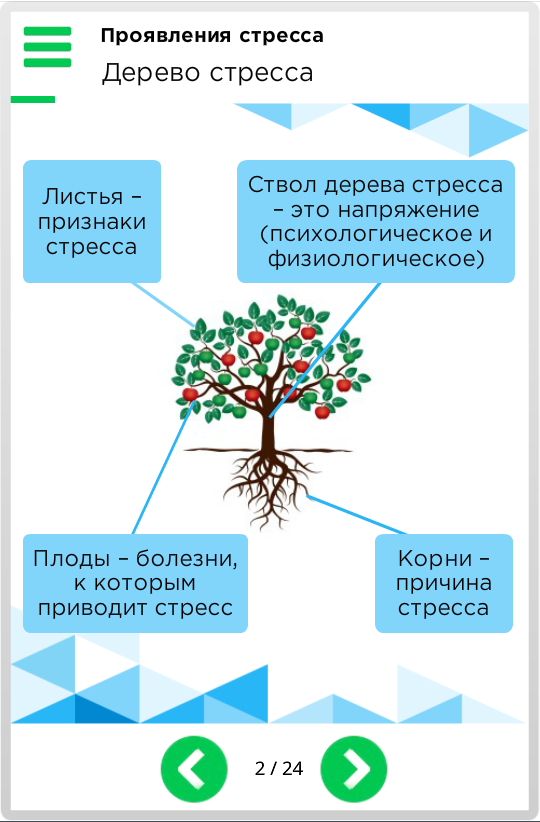 Проявления стресса
Дерево стресса
Листья –
признаки
стресса
Ствол дерева стресса
– это напряжение
(психологическое и
физиологическое)
Плоды – болезни,
к которым
приводит стресс
Корни –
причина
стресса
2 / 24